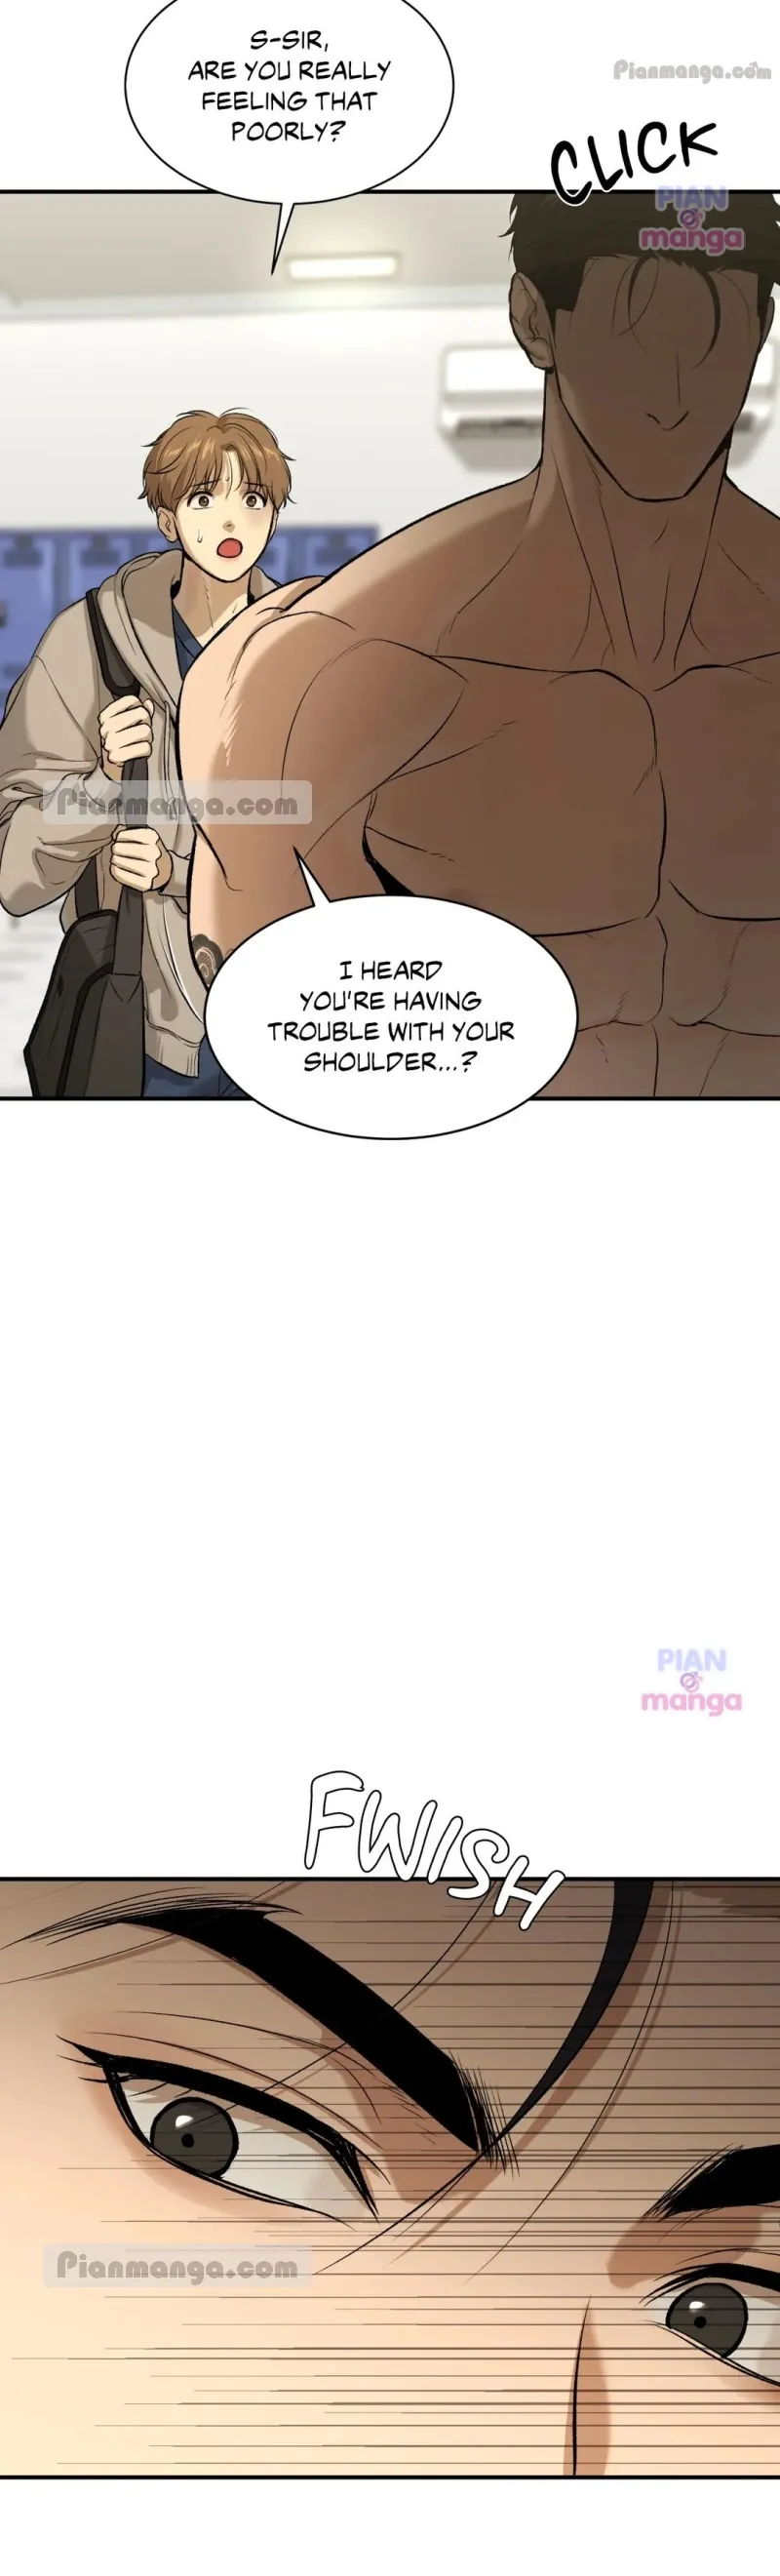 S-SIR,
ARE YOU REALLY
FEELING THAT
POORLY?
Pianmanga.com
CLICK
PIAN
manga
Pianmanga.com
I HEARD
YOU'RE HAVING
TROUBLE WITH YOUR
SHOULDER...?
PIAN
manga
FWISH
Pianmanga.com